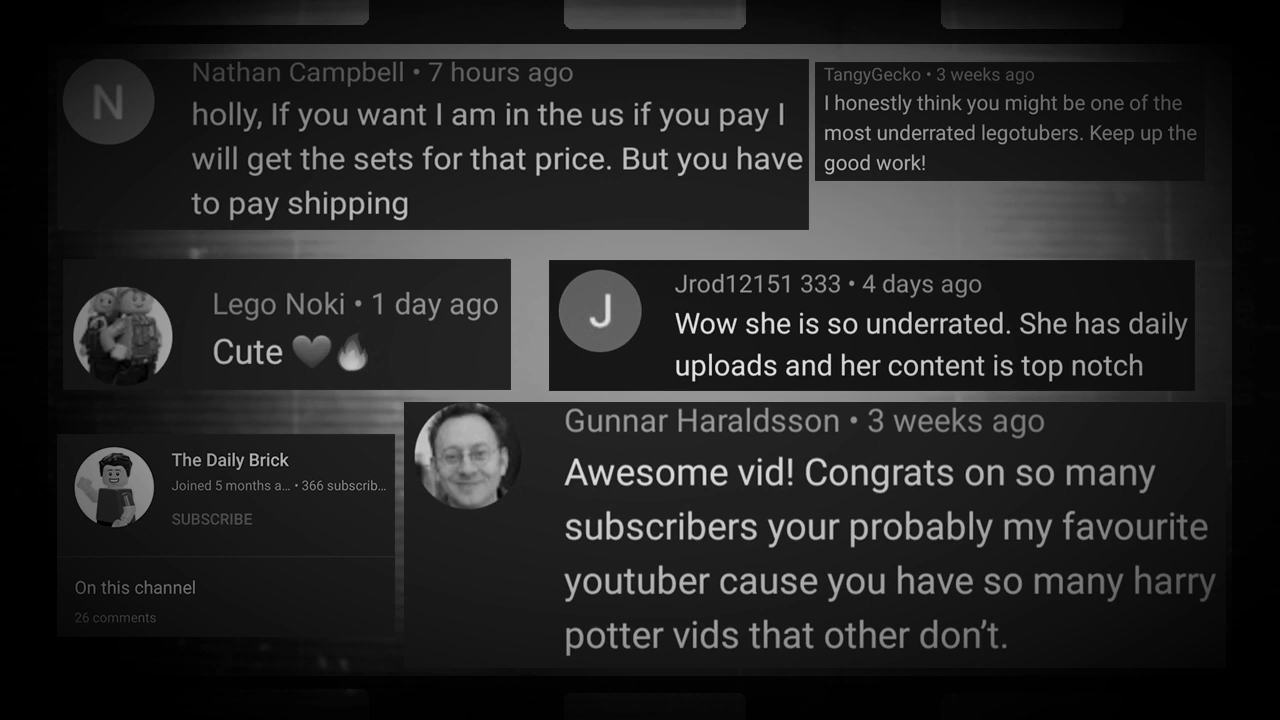 N
Nathan Campbell • 7 hours ago
holly, If you want I am in the us if you pay I
will get the sets for that price. But you have
to pay shipping
TangyGecko • 3 weeks ago
I honestly think you might be one of the
most underrated legotubers. Keep up the
good work!
Lego Noki • 1 day ago
Cute 🖤🔥
J
Jrod12151 333 • 4 days ago
Wow she is so underrated. She has daily
uploads and her content is top notch
The Daily Brick
Joined 5 months a... • 366 subscrib...
SUBSCRIBE
On this channel
26 comments
Gunnar Haraldsson • 3 weeks ago
Awesome vid! Congrats on so many
subscribers your probably my favourite
youtuber cause you have so many harry
potter vids that other don’t.